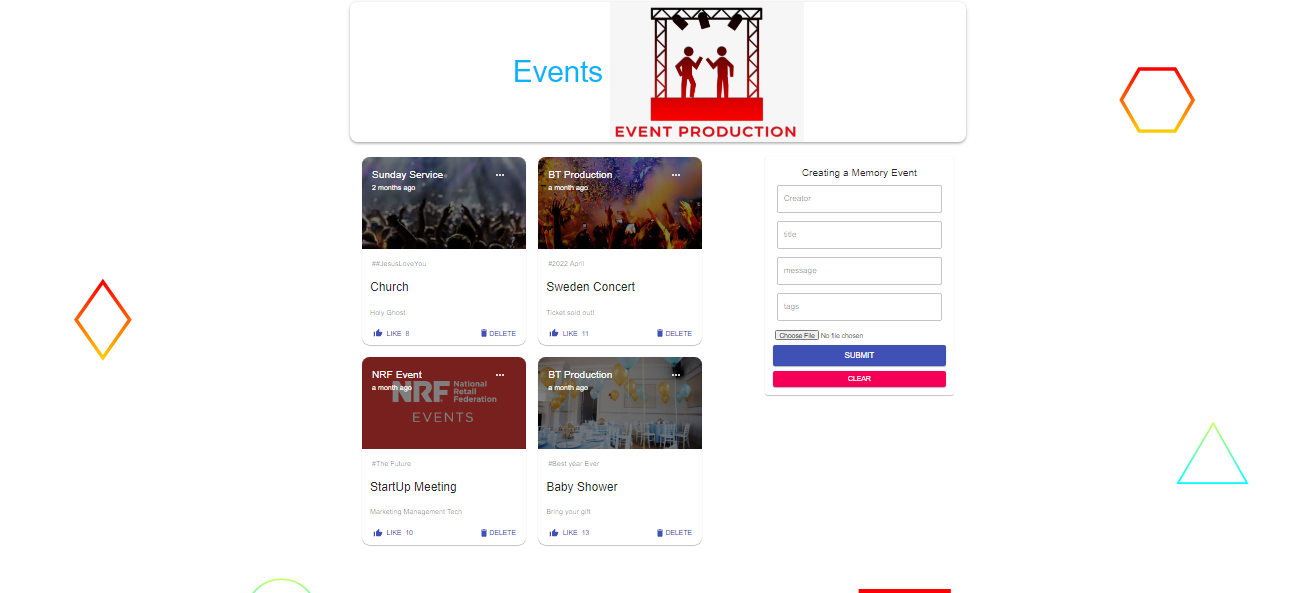 Events
EVENT PRODUCTION
Sunday Service
2 months ago
##JesusLoveYou
Church
Holy Ghost
LIKE 8
DELETE
BT Production
a month ago
#2022 April
Sweden Concert
Ticket sold out!
LIKE 11
DELETE
NRF Event
a month ago
NRF National Retail Federation
EVENTS
#The Future
StartUp Meeting
Marketing Management Tech
LIKE 10
DELETE
BT Production
a month ago
#Best year Ever
Baby Shower
Bring your gift
LIKE 13
DELETE
Creating a Memory Event
Creator
title
message
tags
Choose File No file chosen
SUBMIT
CLEAR